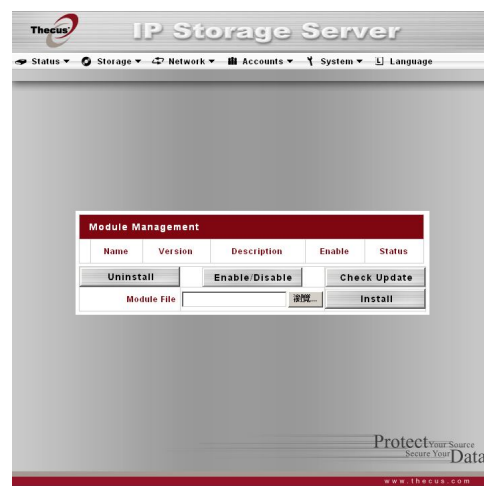 Thecus
IP Storage Server
Status Storage Network Accounts System L Language
Module Management
Name Version Description Enable Status
Uninstall Enable/Disable Check Update
Module File Install
Protect Your Source
Secure Your Data
www.thecus.com